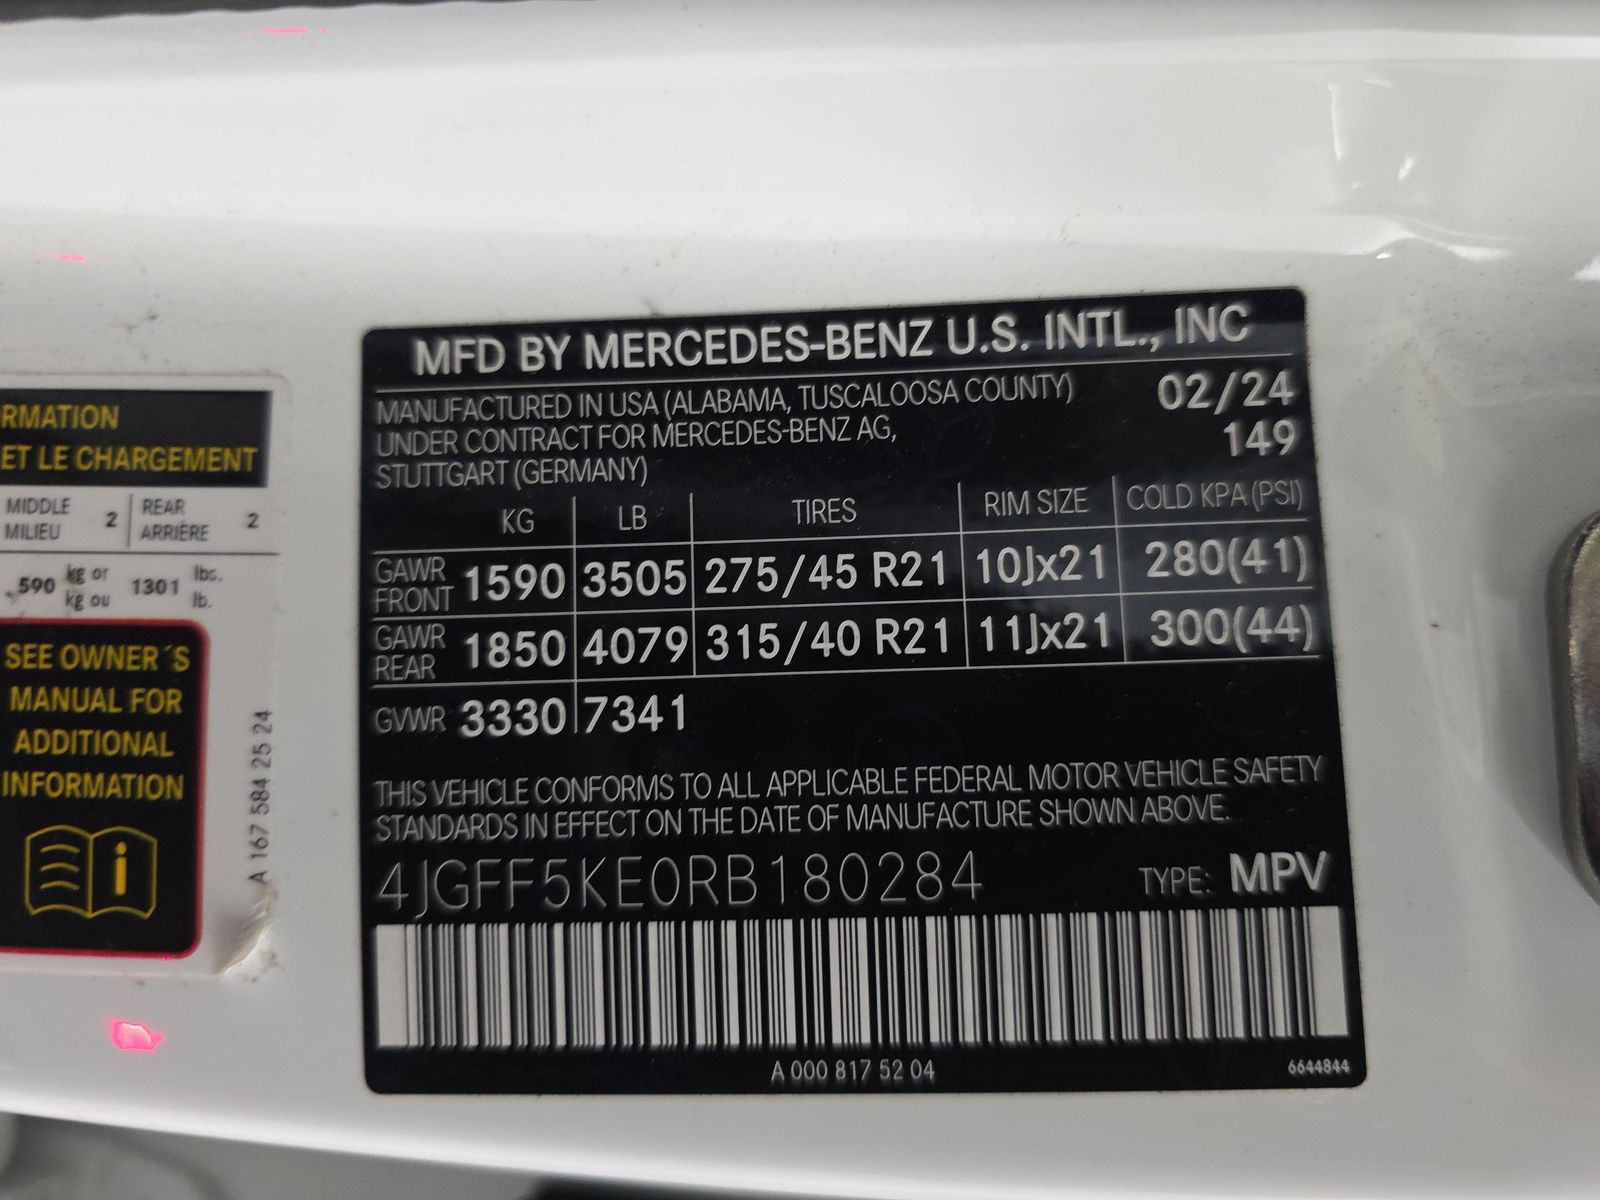 RMATION
ET LE CHARGEMENT
MIDDLE
MILIEU 2
REAR
ARRIÈRE 2
590 kg or
kg ou 1301 lbs.
lb.
SEE OWNER´S
MANUAL FOR
ADDITIONAL
INFORMATION
i
A 167 584 25 24
MFD BY MERCEDES-BENZ U.S. INTL., INC
MANUFACTURED IN USA (ALABAMA, TUSCALOOSA COUNTY) 02/24
UNDER CONTRACT FOR MERCEDES-BENZ AG, 149
STUTTGART (GERMANY)
KG LB TIRES RIM SIZE COLD KPA (PSI)
GAWR FRONT 1590 3505 275/45 R21 10Jx21 280(41)
GAWR REAR 1850 4079 315/40 R21 11Jx21 300(44)
GVWR 3330 7341
THIS VEHICLE CONFORMS TO ALL APPLICABLE FEDERAL MOTOR VEHICLE SAFETY
STANDARDS IN EFFECT ON THE DATE OF MANUFACTURE SHOWN ABOVE.
4JGFF5KE0RB180284 TYPE: MPV
A 000 817 52 04 6644844